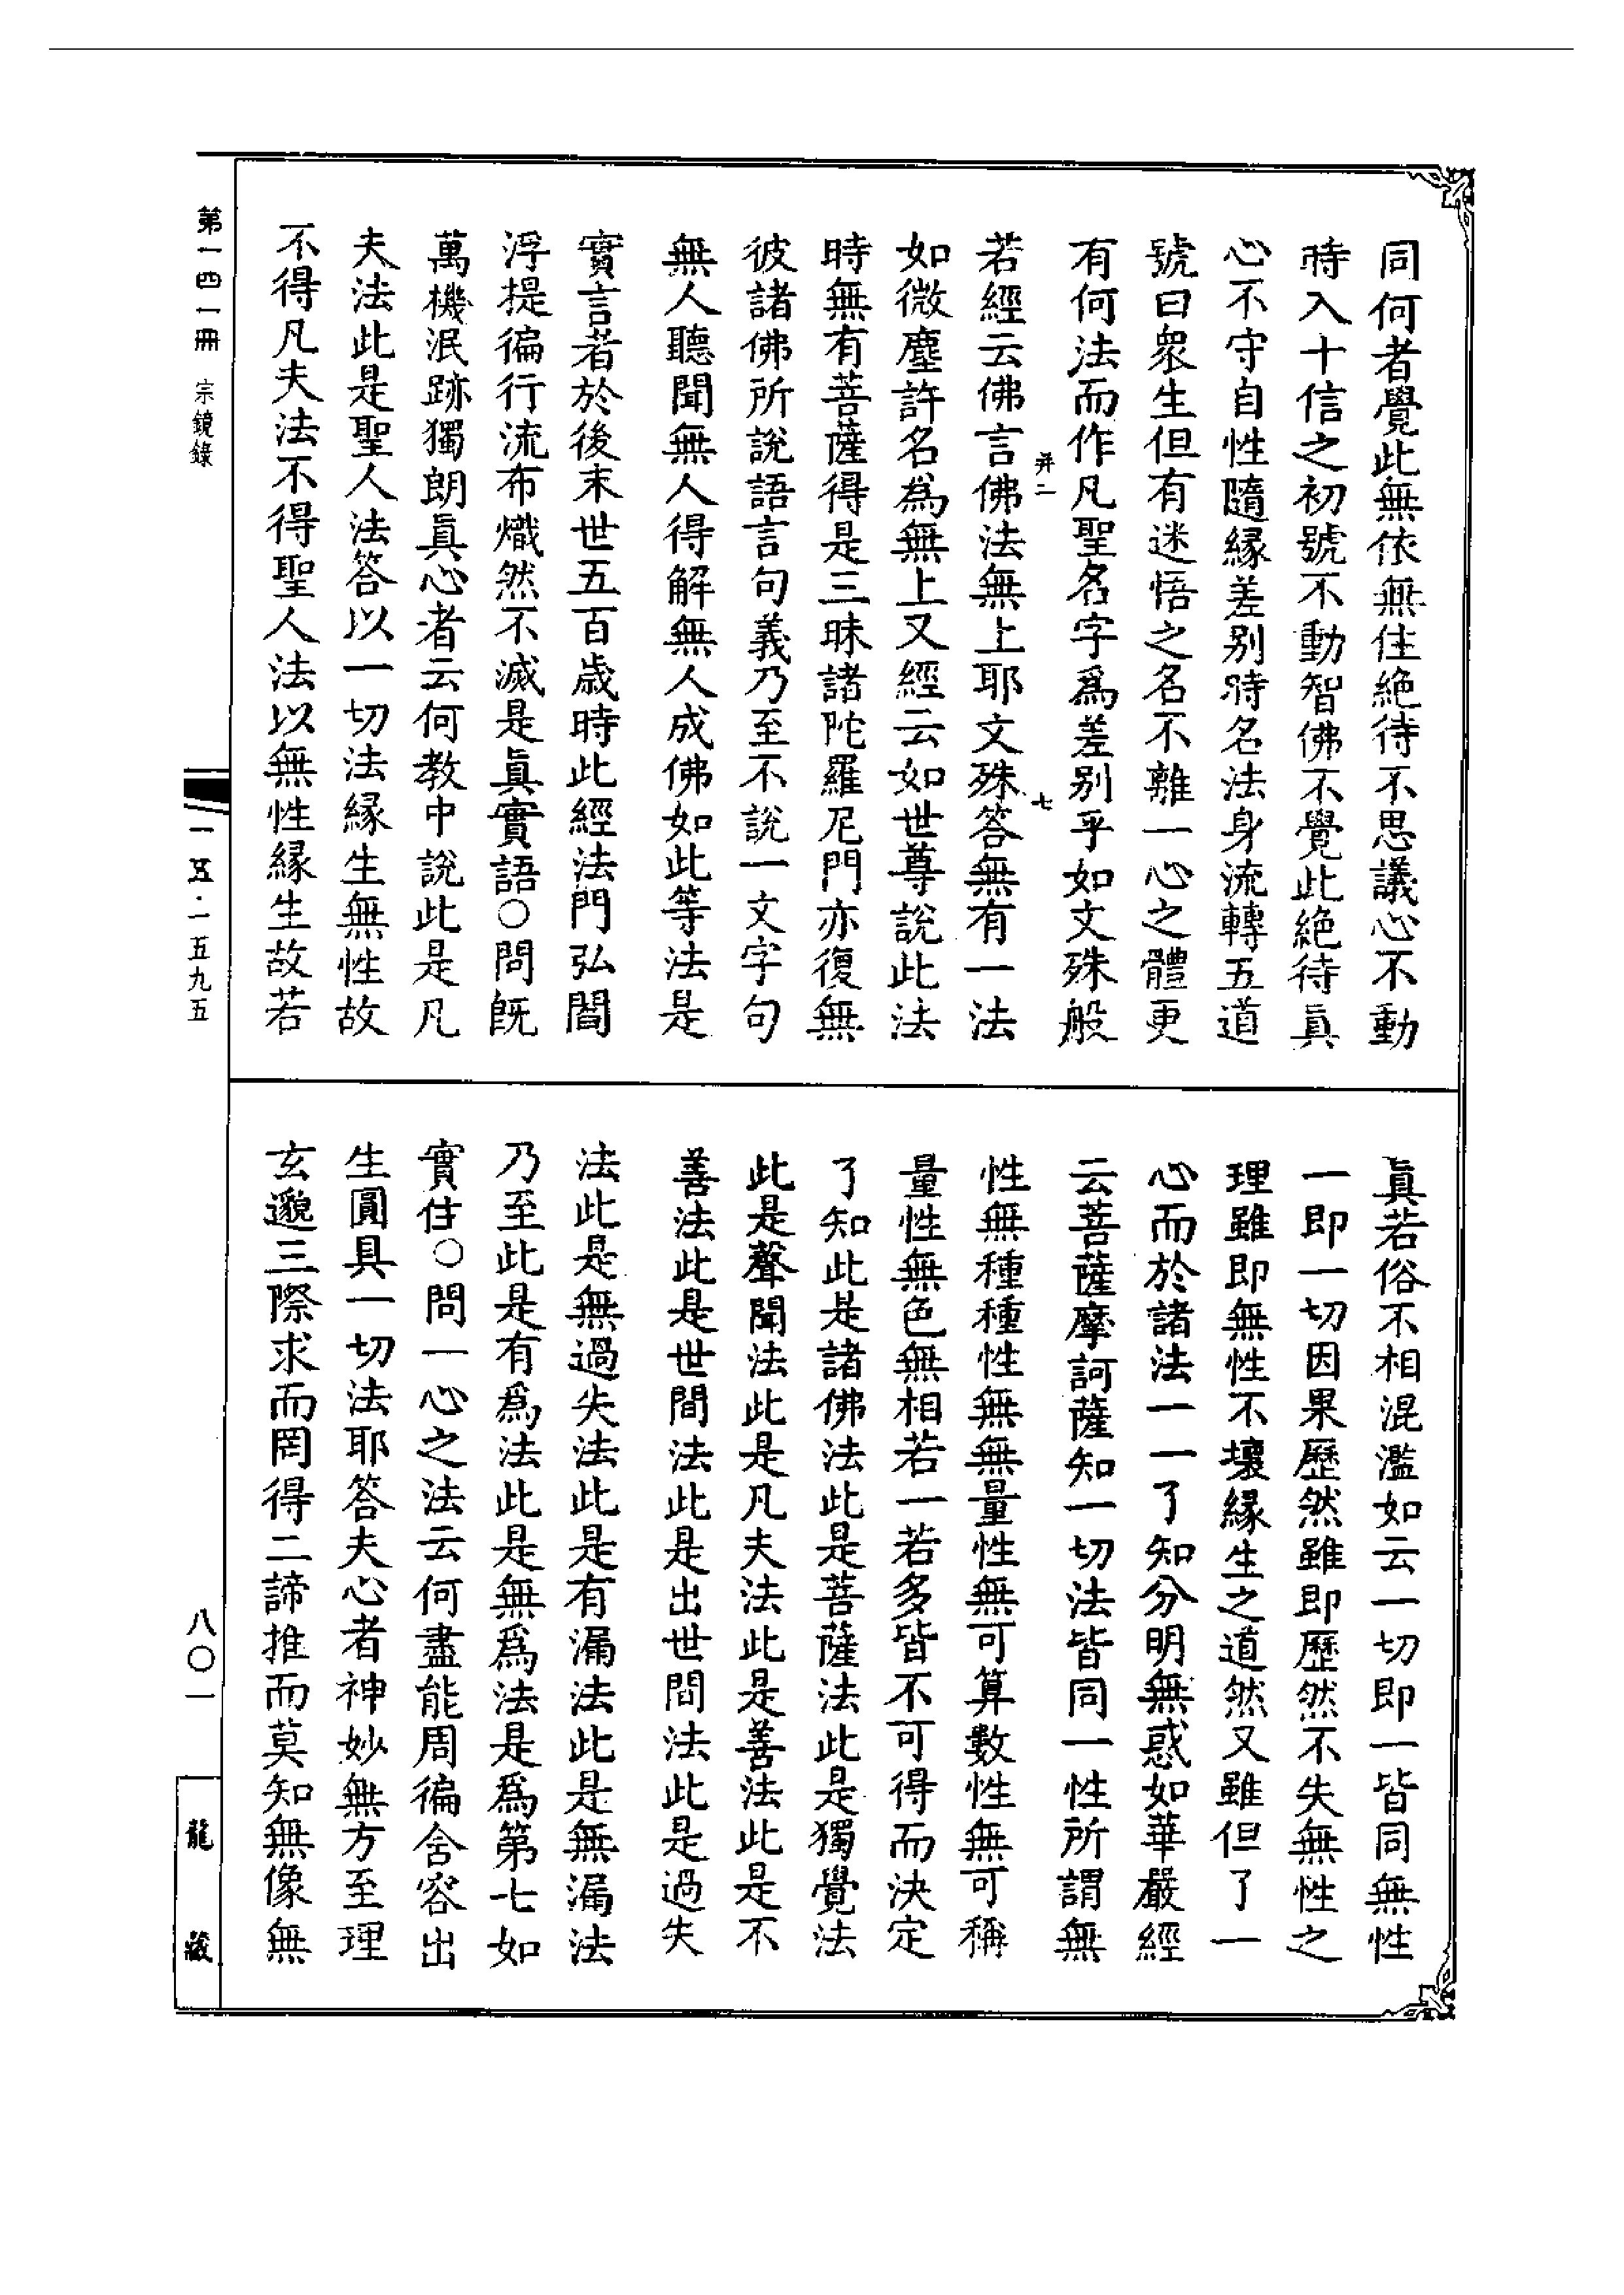 同何者覺此無依無住絶待不思議心不動
時入十信之初號不動智佛不覺此絶待真
心不守自性隨緣差别時名法身流轉五道
號曰衆生但有迷悟之名不離一心之體更
有何法而作凡聖名字爲差别乎如文殊般
并二
七
若經云佛言佛法無上耶文殊答無有一法
如微塵許名為無上又經云如世尊說此法
時無有菩薩得是三昧諸陀羅尼門亦復無
彼諸佛所說語言句義乃至不說一文字句
無人聽聞無人得解無人成佛如此等法是
實言者於後末世五百歲時此經法門弘閻
浮提徧行流布熾然不滅是真實語〇問既
萬機泯跡獨朗真心者云何教中說此是凡
夫法此是聖人法答以一切法緣生無性故
不得凡夫法不得聖人法以無性緣生故若
真若俗不相混濫如云一切即一皆同無性
一即一切因果歷然雖即歷然不失無性之
理雖即無性不壞緣生之道然又雖但了一
心而於諸法一一了知分明無惑如華嚴經
云菩薩摩訶薩知一切法皆同一性所謂無
性無種種性無無量性無可算數性無可稱
量性無色無相若一若多皆不可得而決定
了知此是諸佛法此是菩薩法此是獨覺法
此是聲聞法此是凡夫法此是善法此是不
善法此是世間法此是出世間法此是過失
法此是無過失法此是有漏法此是無漏法
乃至此是有爲法此是無爲法是爲第七如
實住〇問一心之法云何盡能周徧含容出
生圓具一切法耶答夫心者神妙無方至理
玄邈三際求而罔得二諦推而莫知無像無
第一四一冊 宗鏡錄
一五·一五九五
八〇一
龍藏